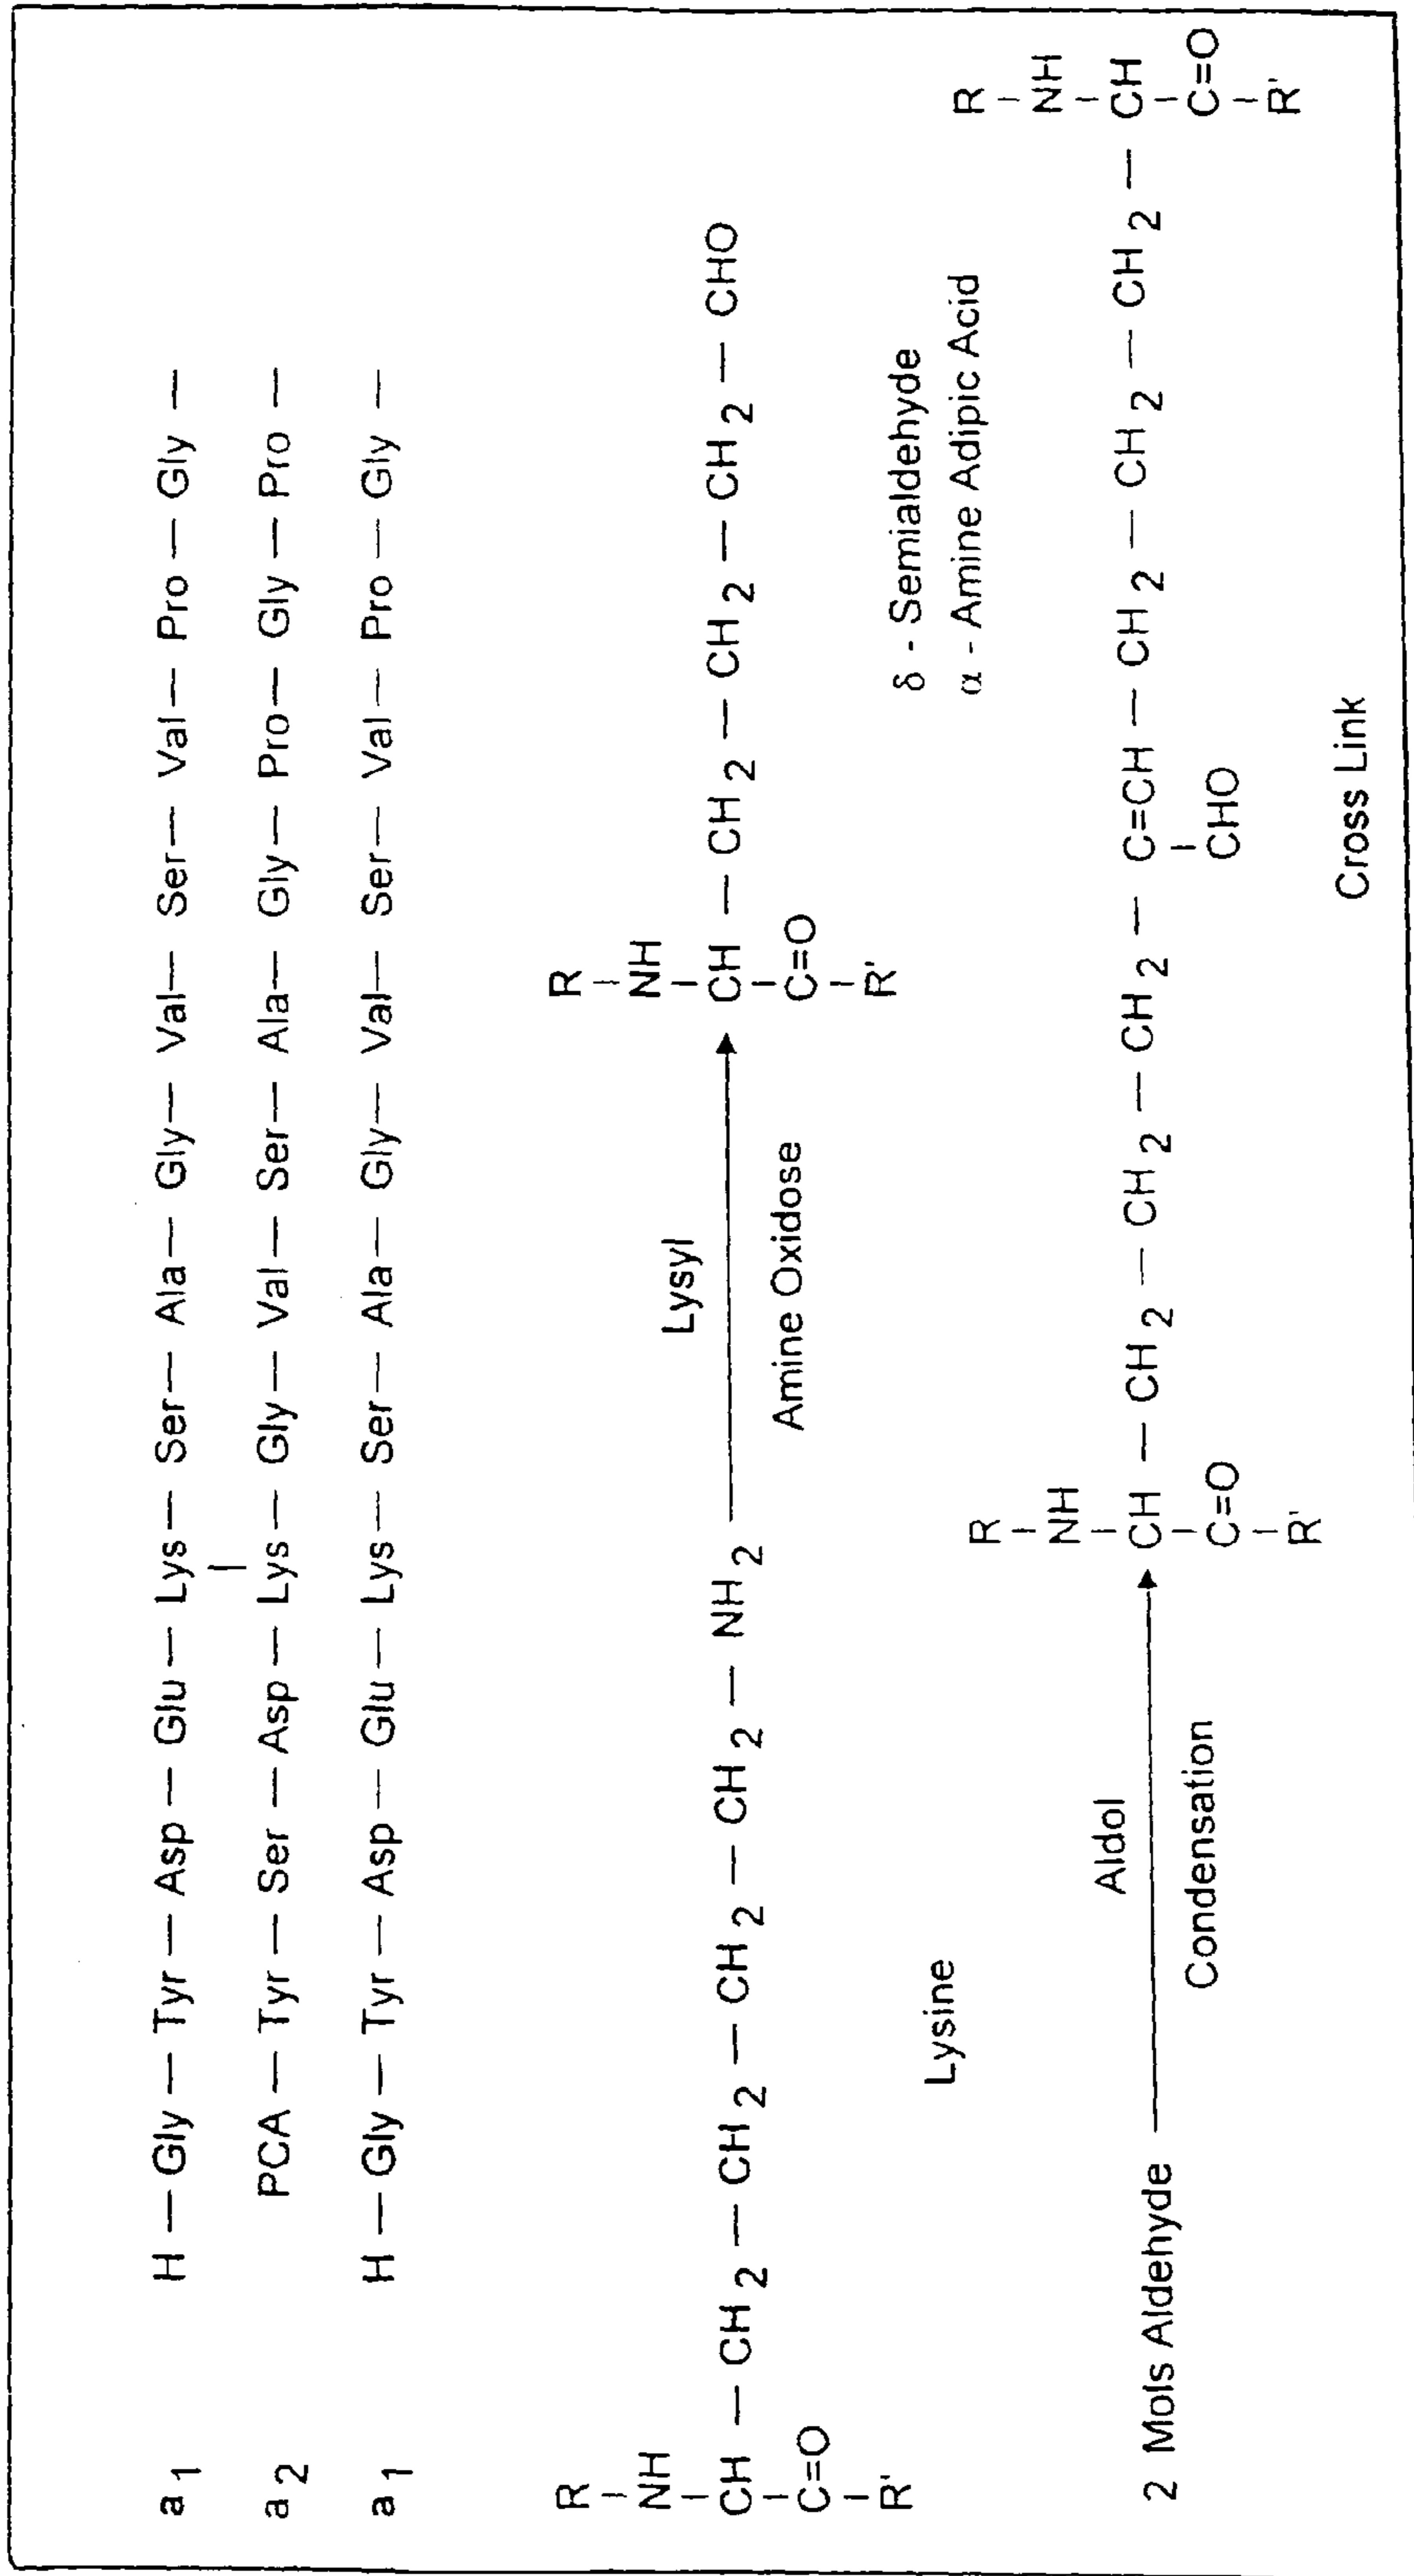 a 1 H — Gly — Tyr — Asp — Glu — Lys — Ser — Ala — Gly — Val — Ser — Val — Pro — Gly —
a 2 PCA — Tyr — Ser — Asp — Lys — Gly — Val — Ser — Ala — Gly — Pro — Gly — Pro —
a 1 H — Gly — Tyr — Asp — Glu — Lys — Ser — Ala — Gly — Val — Ser — Val — Pro — Gly —
R R
NH NH
Lysyl
CH — CH 2 — CH 2 — CH 2 — CH 2 — NH 2 CH — CH 2 — CH 2 — CH 2 — CHO
Amine Oxidose
C=O C=O
R' R'
Lysine
δ - Semialdehyde
α - Amine Adipic Acid
R R
NH NH
Aldol
2 Mols Aldehyde CH — CH 2 — CH 2 — CH 2 — C=CH — CH 2 — CH 2 — CH 2 — CH
Condensation
C=O CHO C=O
R' R'
Cross Link